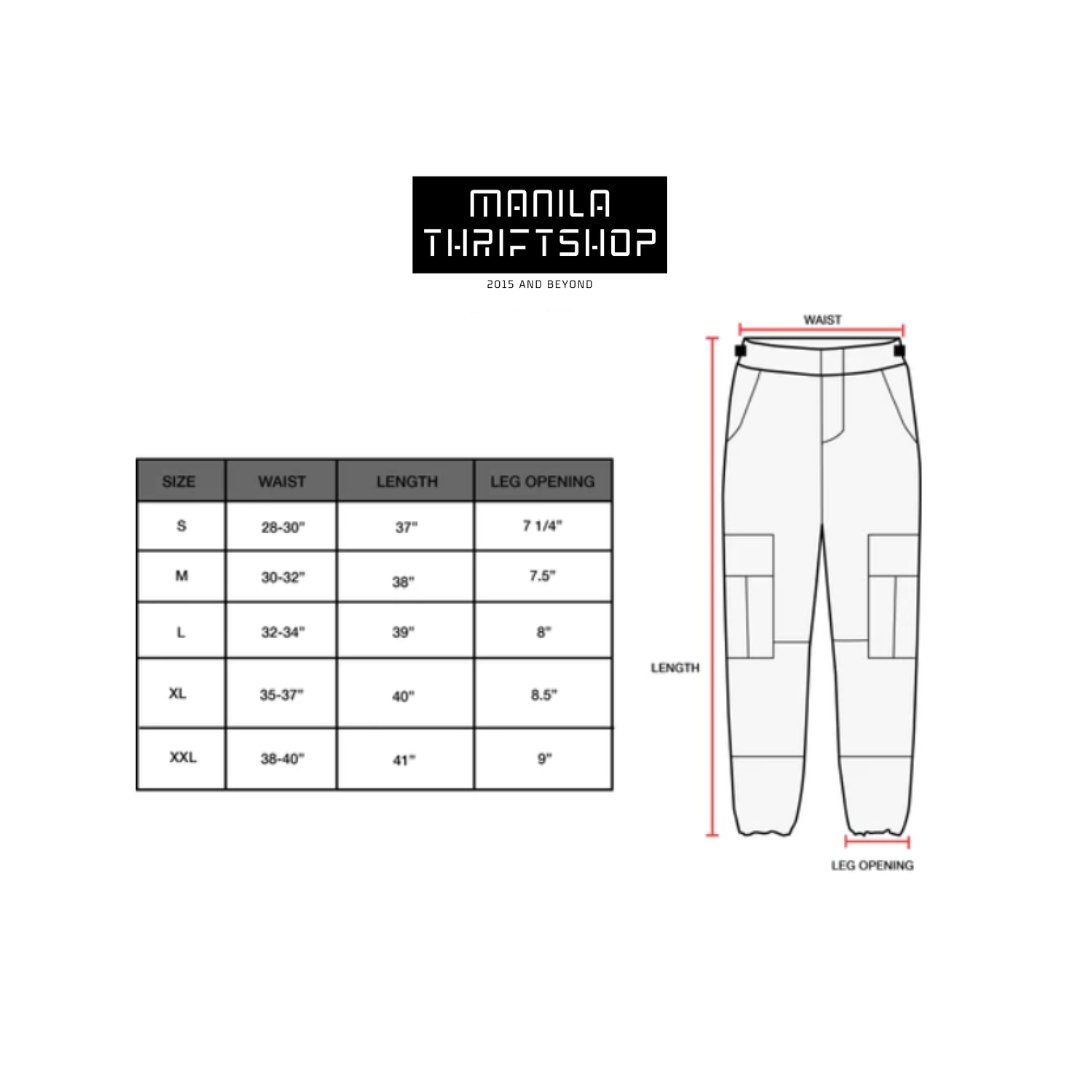 MANILA
THRIFTSHOP
2015 AND BEYOND
SIZE WAIST LENGTH LEG OPENING
S 28-30” 37” 7 1/4”
M 30-32” 38” 7.5”
L 32-34” 39” 8”
XL 35-37” 40” 8.5”
XXL 38-40” 41” 9”
WAIST
LENGTH
LEG OPENING